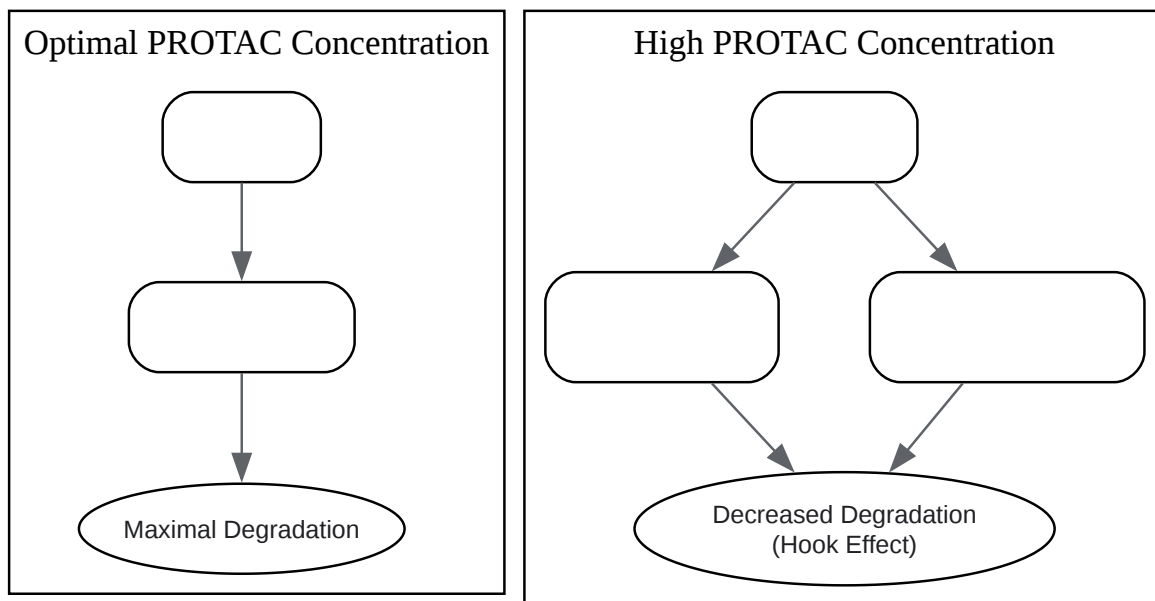 Optimal PROTAC Concentration
Maximal Degradation
High PROTAC Concentration
Decreased Degradation
(Hook Effect)